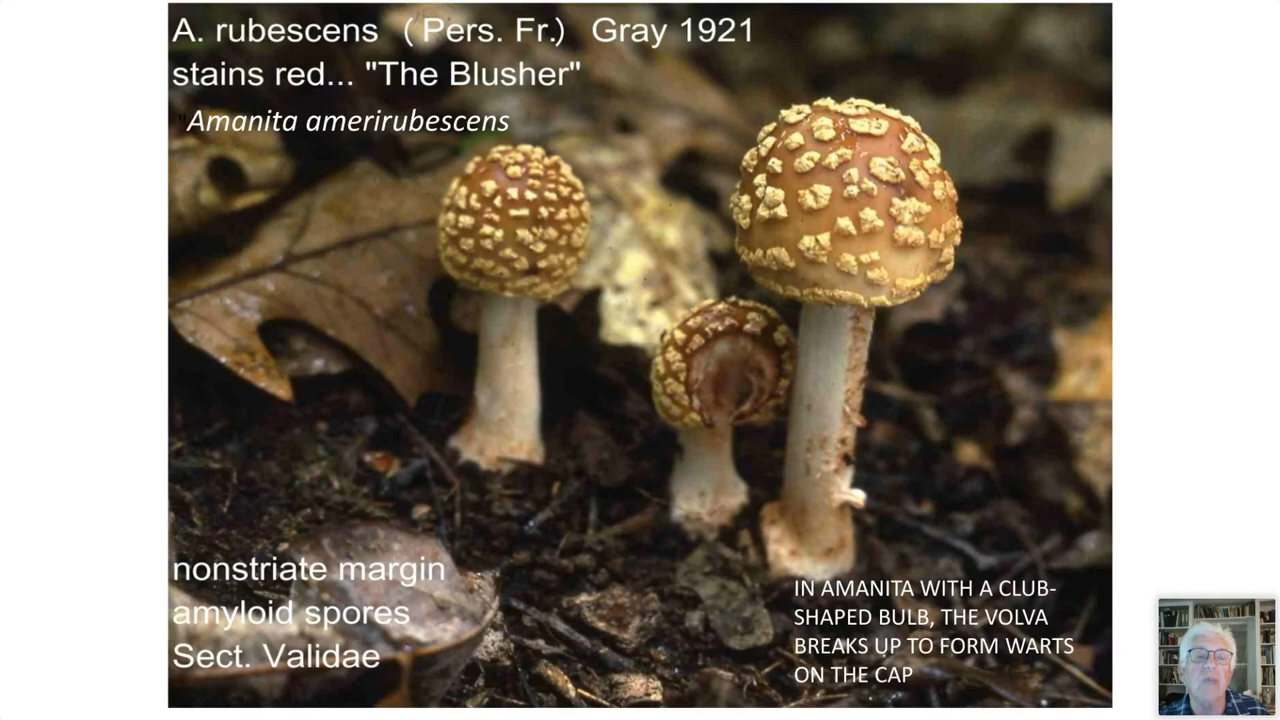 A. rubescens (Pers. Fr.) Gray 1921
stains red... "The Blusher"
"Amanita amerirubescens
nonstriate margin
amyloid spores
Sect. Validae
IN AMANITA WITH A CLUB-
SHAPED BULB, THE VOLVA
BREAKS UP TO FORM WARTS
ON THE CAP